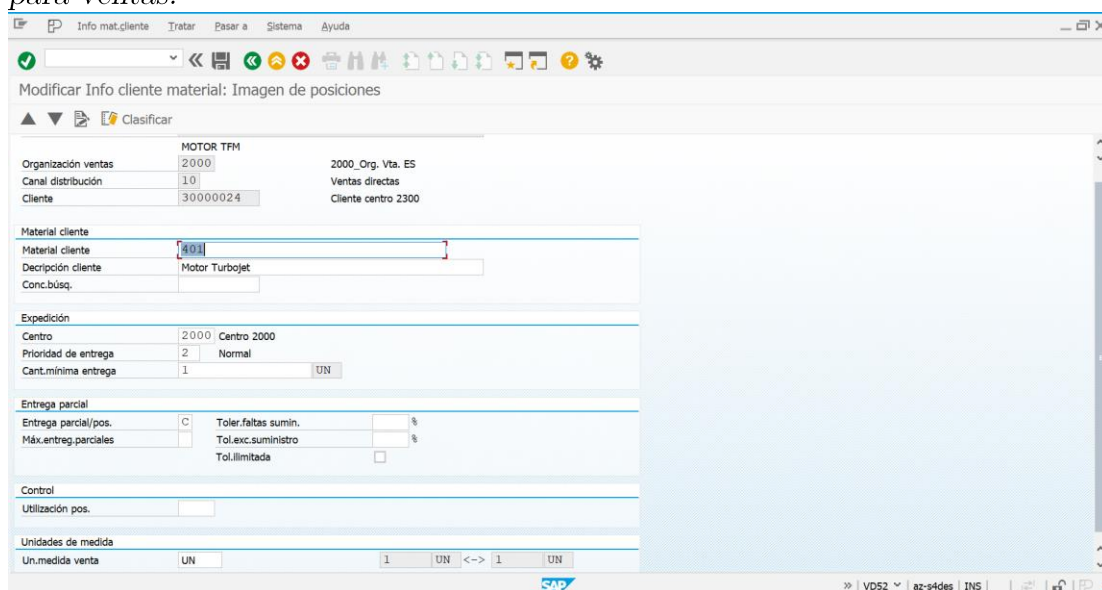 para ventas.
Info mat.cliente Tratar Pasar a Sistema Ayuda
Modificar Info cliente material: Imagen de posiciones
Clasificar
MOTOR TFM
Organización ventas 2000 2000_Org. Vta. ES
Canal distribución 10 Ventas directas
Cliente 30000024 Cliente centro 2300
Material cliente
Material cliente 401
Decripción cliente Motor Turbojet
Conc.búsq.
Expedición
Centro 2000 Centro 2000
Prioridad de entrega 2 Normal
Cant.mínima entrega 1 UN
Entrega parcial
Entrega parcial/pos. C Toler.faltas sumin. %
Máx.entreg.parciales Tol.exc.suministro %
Tol.ilimitada
Control
Utilización pos.
Unidades de medida
Un.medida venta UN 1 UN <-> 1 UN
SAP » VD52 az-s4des INS